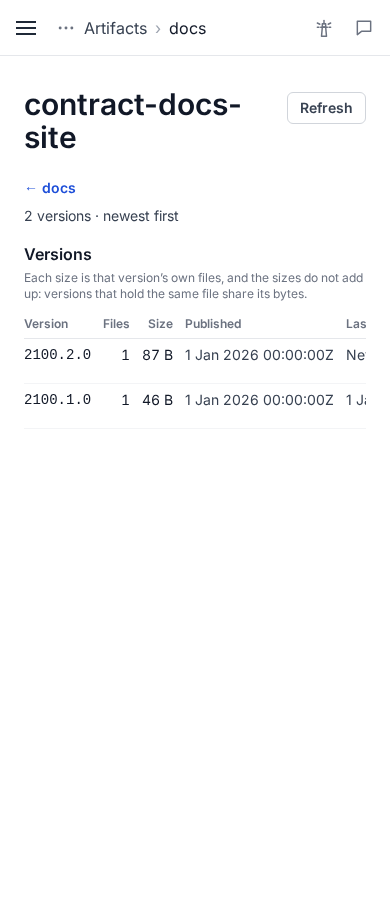 ··· Artifacts › docs
contract-docs-
site
Refresh
← docs
2 versions · newest first
Versions
Each size is that version’s own files, and the sizes do not add
up: versions that hold the same file share its bytes.
Version Files Size Published
2100.2.0 1 87 B 1 Jan 2026 00:00:00Z
2100.1.0 1 46 B 1 Jan 2026 00:00:00Z